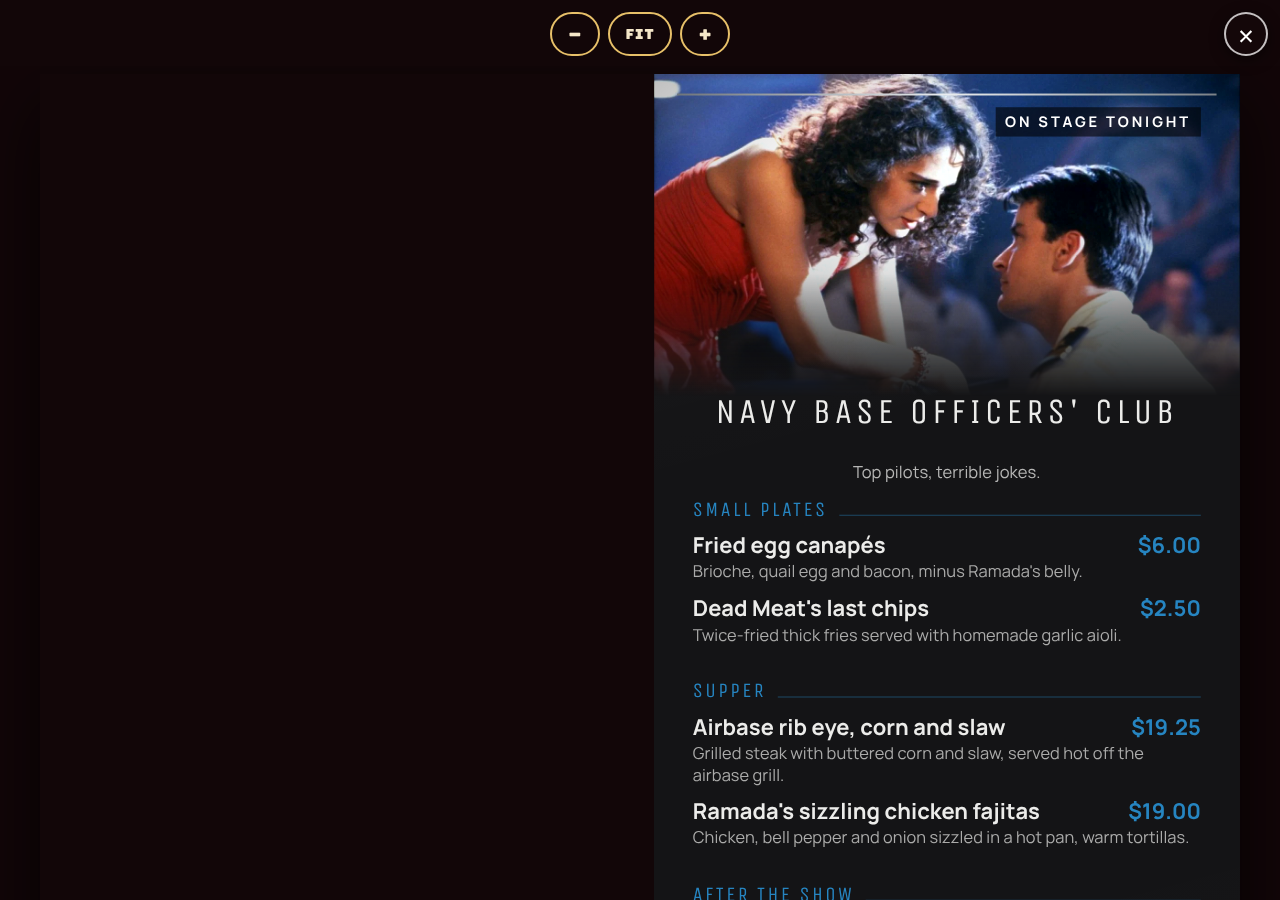 −
FIT
+
×
ON STAGE TONIGHT
NAVY BASE OFFICERS' CLUB
Top pilots, terrible jokes.
SMALL PLATES
Fried egg canapés $6.00
Brioche, quail egg and bacon, minus Ramada's belly.
Dead Meat's last chips $2.50
Twice-fried thick fries served with homemade garlic aioli.
SUPPER
Airbase rib eye, corn and slaw $19.25
Grilled steak with buttered corn and slaw, served hot off the
airbase grill.
Ramada's sizzling chicken fajitas $19.00
Chicken, bell pepper and onion sizzled in a hot pan, warm tortillas.
AFTER THE SHOW